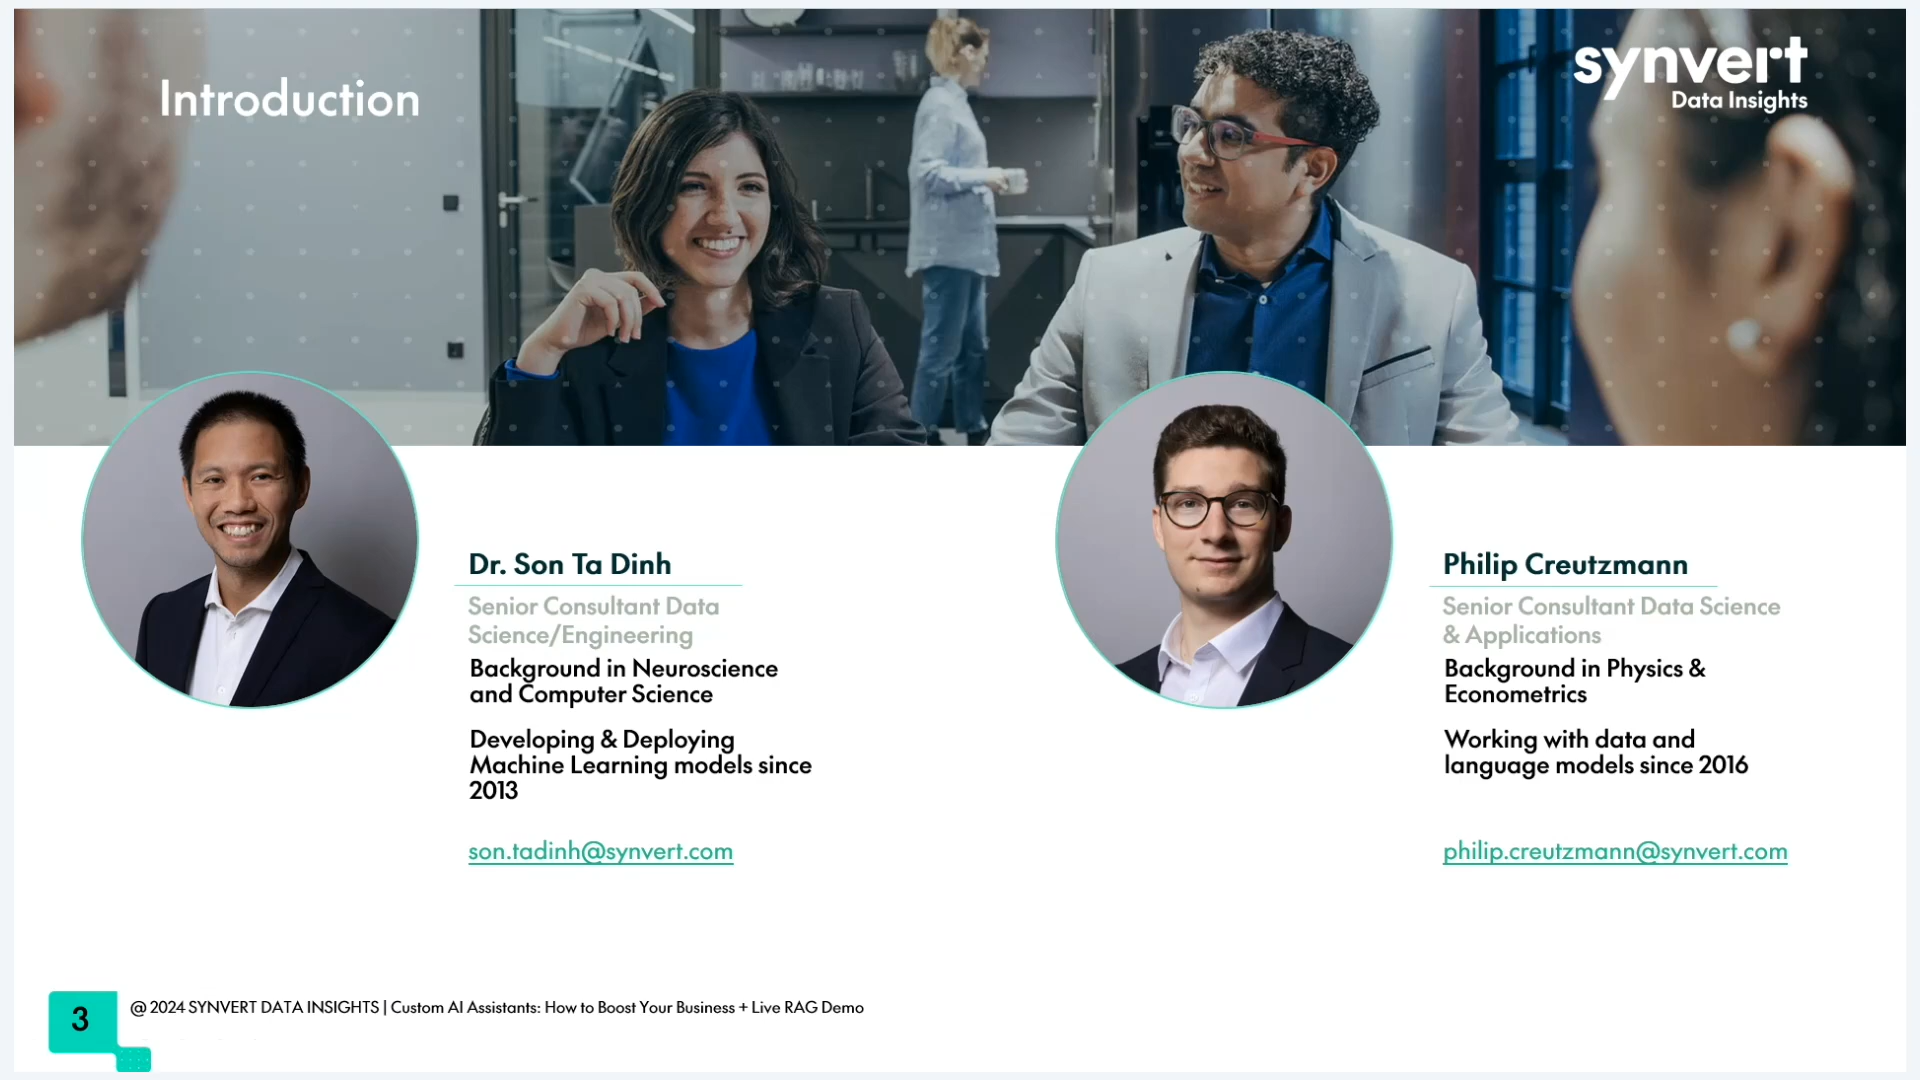 Introduction
synvert
Data Insights
Dr. Son Ta Dinh
Senior Consultant Data
Science/Engineering
Background in Neuroscience
and Computer Science
Developing & Deploying
Machine Learning models since
2013
son.tadinh@synvert.com
Philip Creutzmann
Senior Consultant Data Science
& Applications
Background in Physics &
Econometrics
Working with data and
language models since 2016
philip.creutzmann@synvert.com
3
@ 2024 SYNVERT DATA INSIGHTS | Custom AI Assistants: How to Boost Your Business + Live RAG Demo